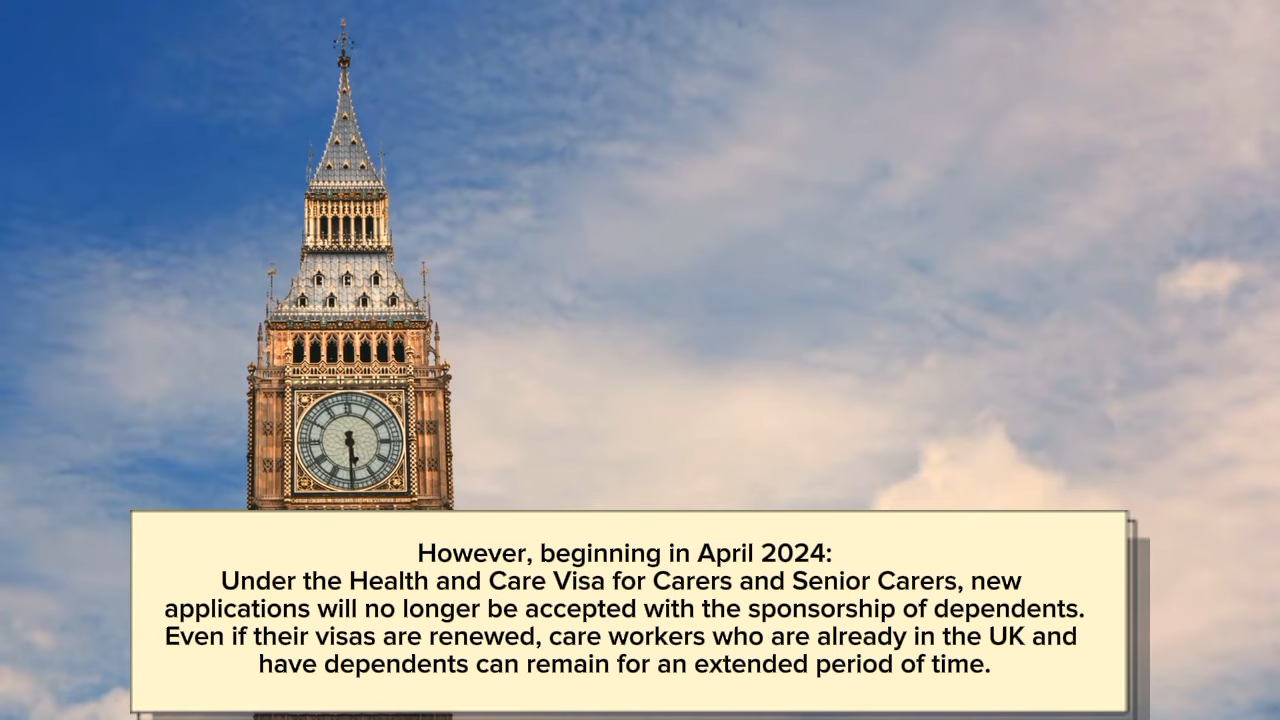 However, beginning in April 2024:
Under the Health and Care Visa for Carers and Senior Carers, new
applications will no longer be accepted with the sponsorship of dependents.
Even if their visas are renewed, care workers who are already in the UK and
have dependents can remain for an extended period of time.